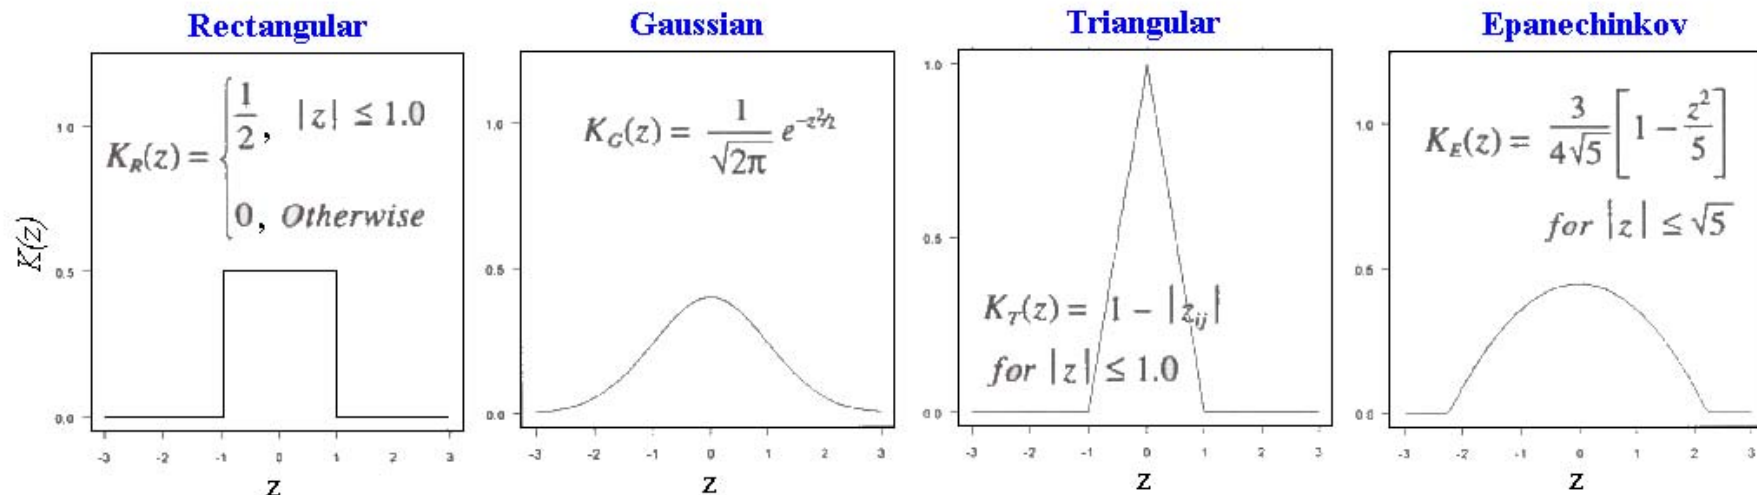 Rectangular
K(z)
1.0
0.5
0.0
K_R(z) = { 1/2, |z| ≤ 1.0
0, Otherwise
-3 -2 -1 0 1 2 3
z
Gaussian
1.0
0.5
0.0
K_G(z) = 1/√2π e^{-z²/2}
-3 -2 -1 0 1 2 3
z
Triangular
1.0
0.5
0.0
K_T(z) = 1 - |z_ij|
for |z| ≤ 1.0
-3 -2 -1 0 1 2 3
z
Epanechinkov
1.0
0.5
0.0
K_E(z) = 3/4√5 [1 - z²/5]
for |z| ≤ √5
-3 -2 -1 0 1 2 3
z